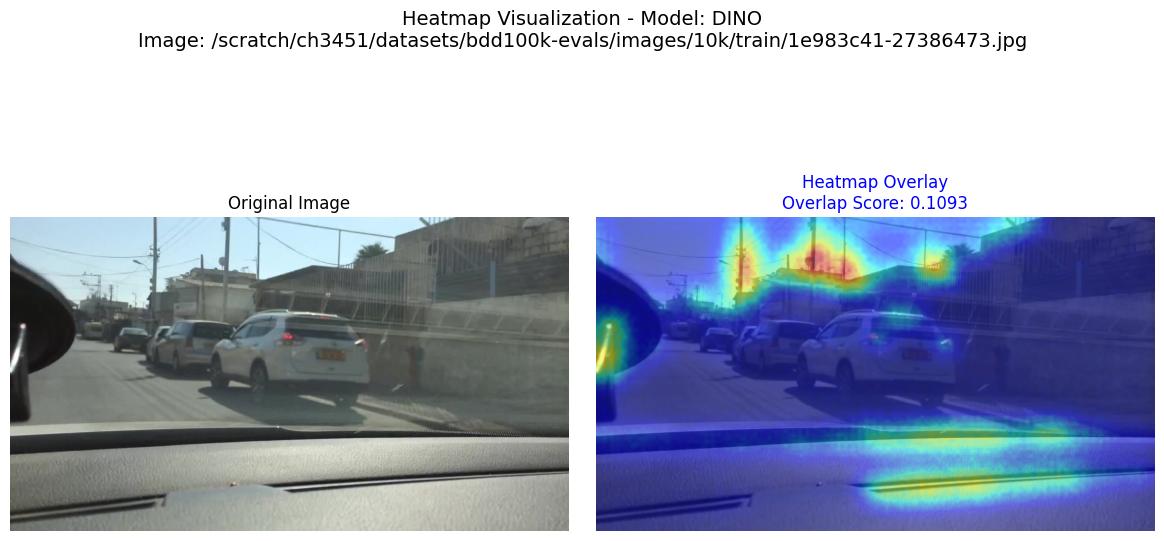 Heatmap Visualization - Model: DINO
Image: /scratch/ch3451/datasets/bdd100k-evals/images/10k/train/1e983c41-27386473.jpg
Original Image
Heatmap Overlay
Overlap Score: 0.1093